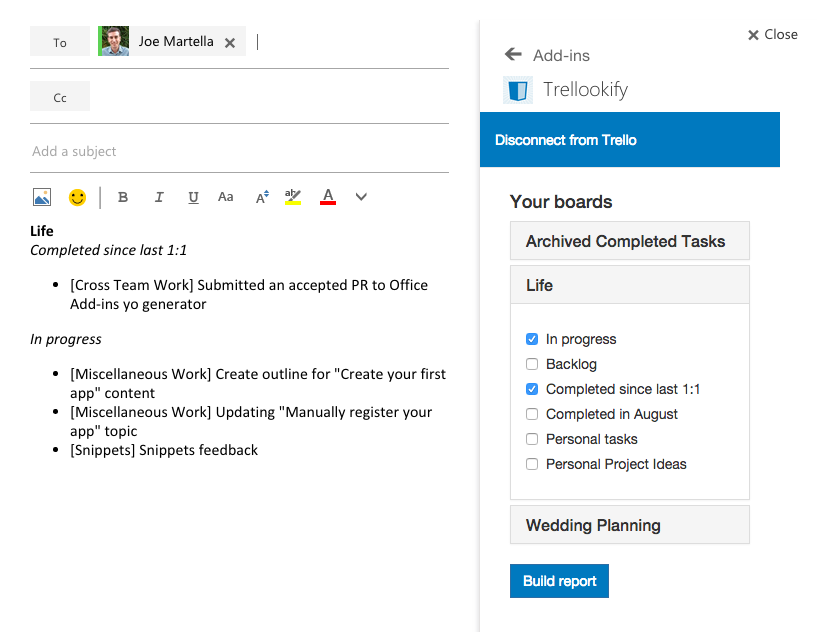 To
Joe Martella
Cc
Add a subject
B I U Aa A ab A
Life
Completed since last 1:1
• [Cross Team Work] Submitted an accepted PR to Office
Add-ins yo generator
In progress
• [Miscellaneous Work] Create outline for "Create your first
app" content
• [Miscellaneous Work] Updating "Manually register your
app" topic
• [Snippets] Snippets feedback
Close
Add-ins
Trellookify
Disconnect from Trello
Your boards
Archived Completed Tasks
Life
In progress
Backlog
Completed since last 1:1
Completed in August
Personal tasks
Personal Project Ideas
Wedding Planning
Build report